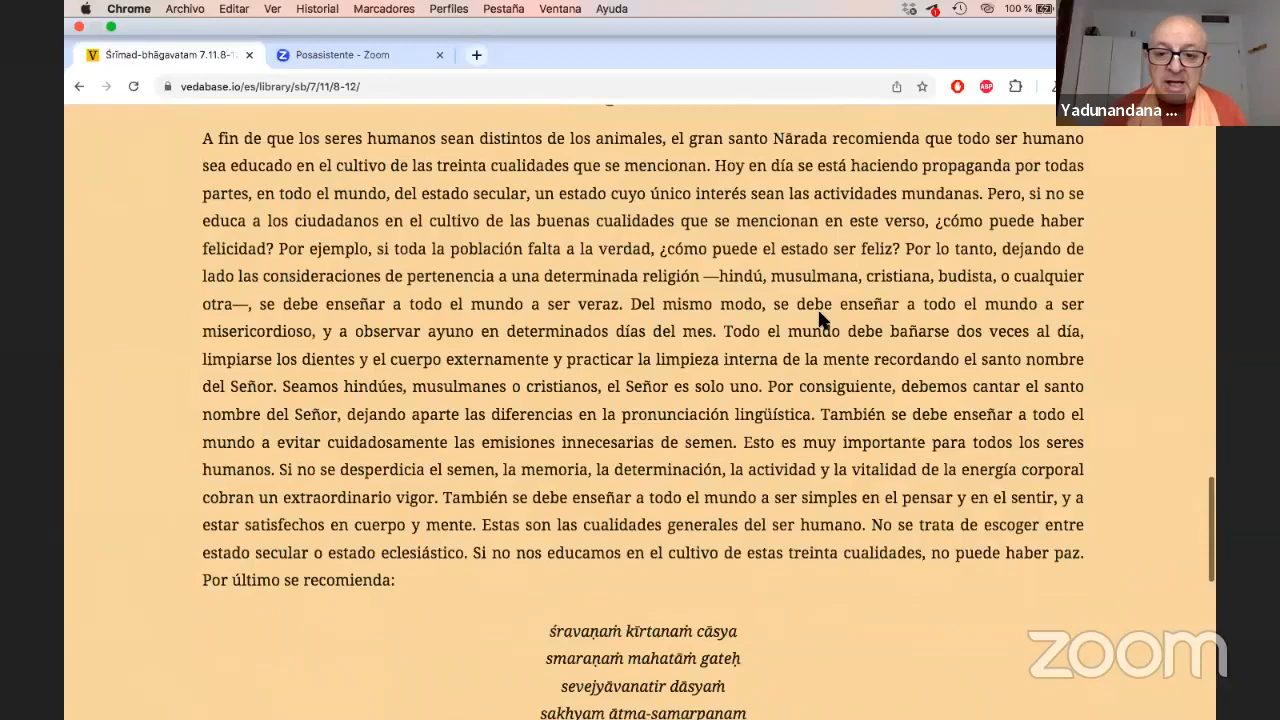 Chrome Archivo Editar Ver Historial Marcadores Perfiles Pestaña Ventana Ayuda 100 %
Śrīmad-bhāgavatam 7.11.8-1 Posasistente - Zoom
vedabase.io/es/library/sb/7/11/8-12/ ABP
Yadunandana ...
A fin de que los seres humanos sean distintos de los animales, el gran santo Nārada recomienda que todo ser humano
sea educado en el cultivo de las treinta cualidades que se mencionan. Hoy en día se está haciendo propaganda por todas
partes, en todo el mundo, del estado secular, un estado cuyo único interés sean las actividades mundanas. Pero, si no se
educa a los ciudadanos en el cultivo de las buenas cualidades que se mencionan en este verso, ¿cómo puede haber
felicidad? Por ejemplo, si toda la población falta a la verdad, ¿cómo puede el estado ser feliz? Por lo tanto, dejando de
lado las consideraciones de pertenencia a una determinada religión —hindú, musulmana, cristiana, budista, o cualquier
otra—, se debe enseñar a todo el mundo a ser veraz. Del mismo modo, se debe enseñar a todo el mundo a ser
misericordioso, y a observar ayuno en determinados días del mes. Todo el mundo debe bañarse dos veces al día,
limpiarse los dientes y el cuerpo externamente y practicar la limpieza interna de la mente recordando el santo nombre
del Señor. Seamos hindúes, musulmanes o cristianos, el Señor es solo uno. Por consiguiente, debemos cantar el santo
nombre del Señor, dejando aparte las diferencias en la pronunciación lingüística. También se debe enseñar a todo el
mundo a evitar cuidadosamente las emisiones innecesarias de semen. Esto es muy importante para todos los seres
humanos. Si no se desperdicia el semen, la memoria, la determinación, la actividad y la vitalidad de la energía corporal
cobran un extraordinario vigor. También se debe enseñar a todo el mundo a ser simples en el pensar y en el sentir, y a
estar satisfechos en cuerpo y mente. Estas son las cualidades generales del ser humano. No se trata de escoger entre
estado secular o estado eclesiástico. Si no nos educamos en el cultivo de estas treinta cualidades, no puede haber paz.
Por último se recomienda:
śravaṇaṁ kīrtanaṁ cāsya
smaraṇaṁ mahatāṁ gateḥ
sevejyāvanatir dāsyaṁ
sakhyam ātma-samarpaṇam
zoom